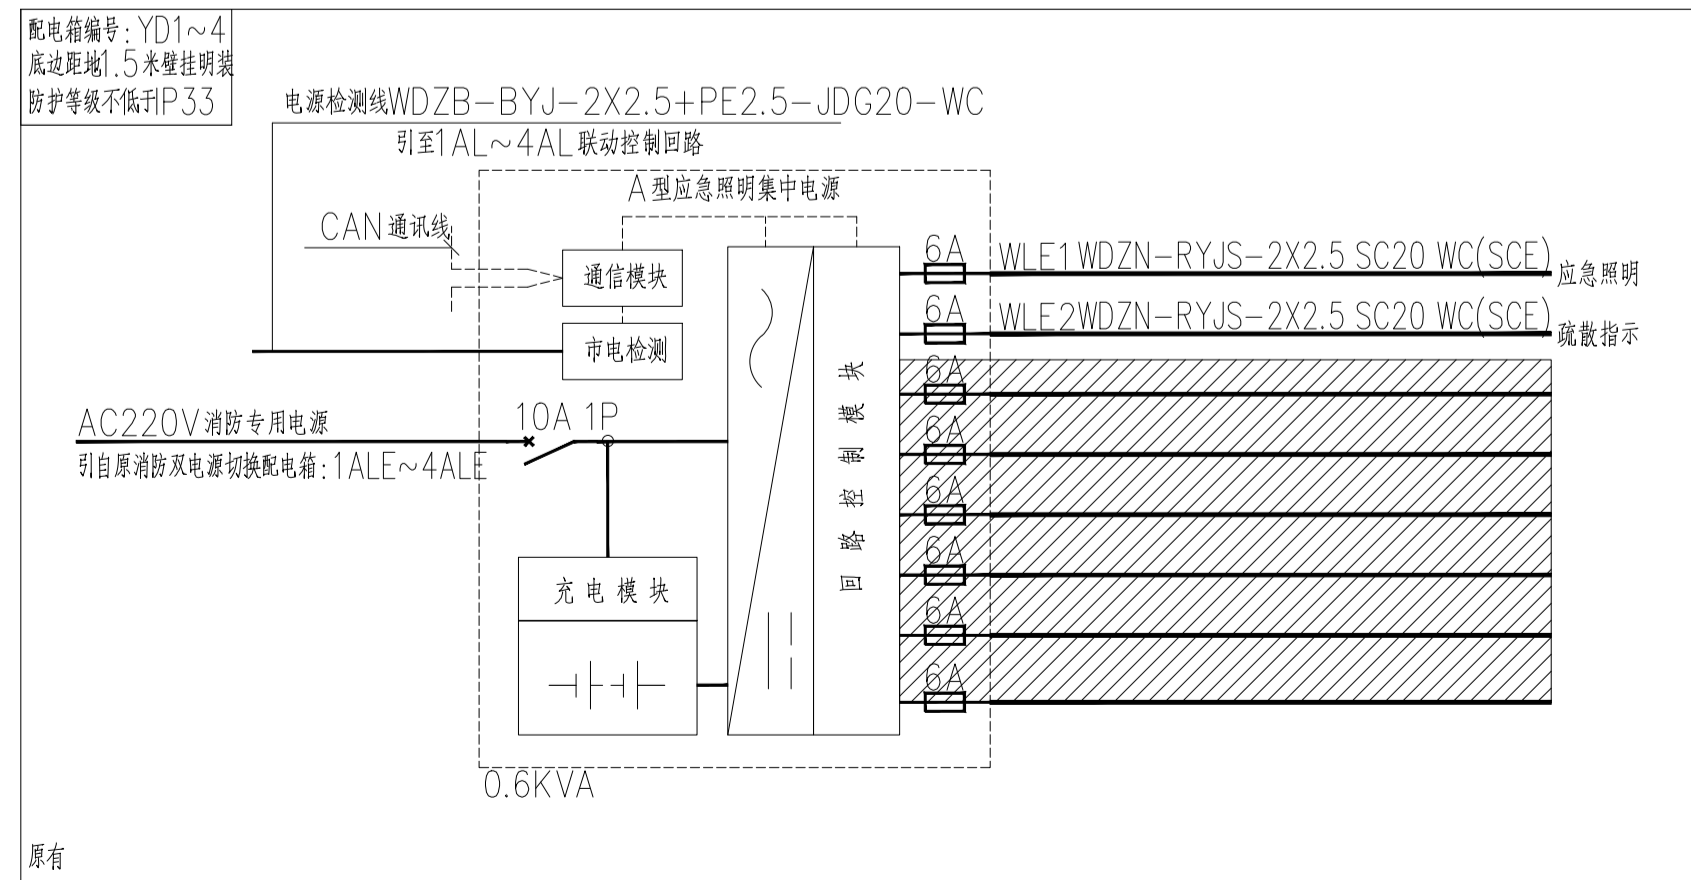 配电箱编号:YD1~4
底边距地1.5米壁挂明装
防护等级不低于IP33
电源检测线WDZB-BYJ-2X2.5+PE2.5-JDG20-WC
引至1AL~4AL联动控制回路
A型应急照明集中电源
CAN通讯线
通信模块
市电检测
AC220V消防专用电源
引自原消防双电源切换配电箱:1ALE~4ALE
10A 1P
充电模块
回路控制模块
6A
WLE1 WDZN-RYJS-2X2.5 SC20 WC(SCE)
应急照明
6A
WLE2 WDZN-RYJS-2X2.5 SC20 WC(SCE)
疏散指示
6A
6A
6A
6A
6A
6A
0.6KVA
原有